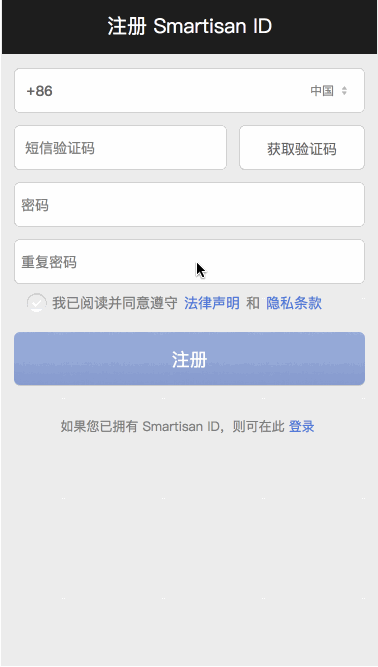 注册 Smartisan ID
+86 中国
短信验证码 获取验证码
密码
重复密码
我已阅读并同意遵守 法律声明 和 隐私条款
注册
如果您已拥有 Smartisan ID，则可在此 登录